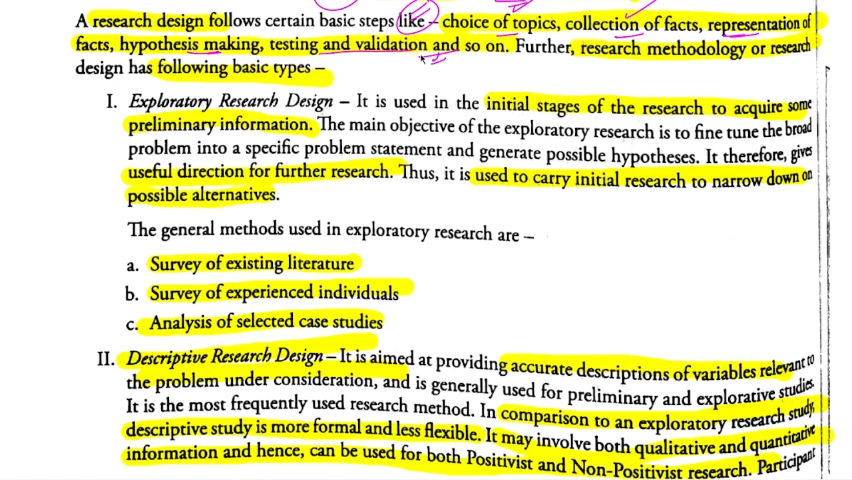 A research design follows certain basic steps like – choice of topics, collection of facts, representation of
facts, hypothesis making, testing and validation and so on. Further, research methodology or research
design has following basic types –
I. Exploratory Research Design – It is used in the initial stages of the research to acquire some
preliminary information. The main objective of the exploratory research is to fine tune the broad
problem into a specific problem statement and generate possible hypotheses. It therefore, gives
useful direction for further research. Thus, it is used to carry initial research to narrow down on
possible alternatives.
The general methods used in exploratory research are –
a. Survey of existing literature
b. Survey of experienced individuals
c. Analysis of selected case studies
II. Descriptive Research Design – It is aimed at providing accurate descriptions of variables relevant to
the problem under consideration, and is generally used for preliminary and explorative studies.
It is the most frequently used research method. In comparison to an exploratory research study,
descriptive study is more formal and less flexible. It may involve both qualitative and quantitative
information and hence, can be used for both Positivist and Non-Positivist research. Participant